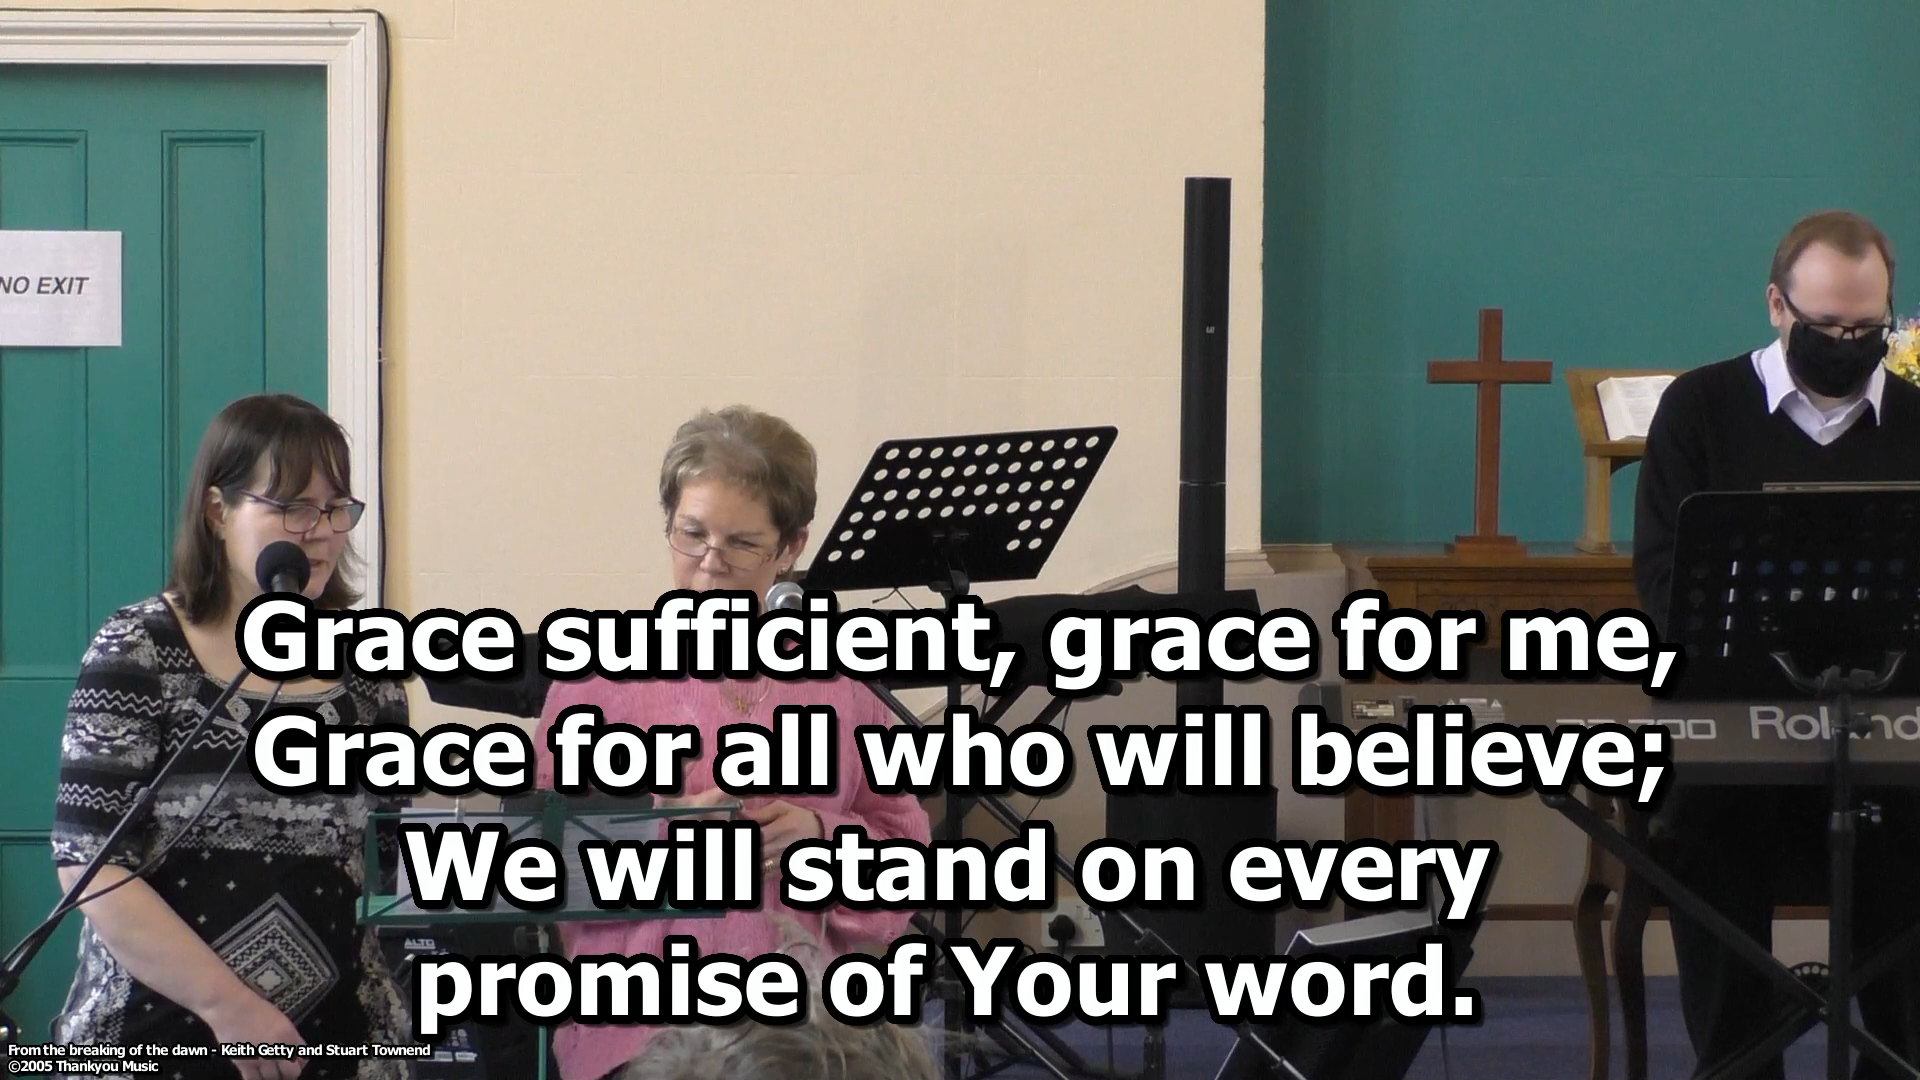 NO EXIT
Grace sufficient, grace for me,
Grace for all who will believe;
We will stand on every
promise of Your word.
Roland
ALTO
From the breaking of the dawn - Keith Getty and Stuart Townend
©2005 Thankyou Music